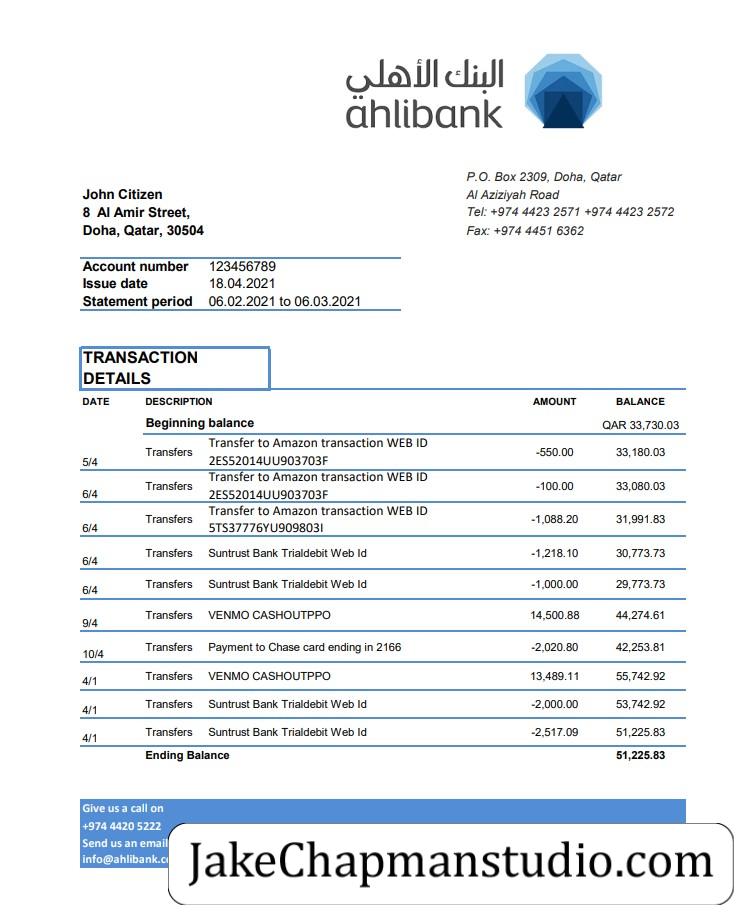 البنك الأهلي
ahlibank
P.O. Box 2309, Doha, Qatar
Al Aziziyah Road
Tel: +974 4423 2571 +974 4423 2572
Fax: +974 4451 6362
John Citizen
8 Al Amir Street,
Doha, Qatar, 30504
Account number 123456789
Issue date 18.04.2021
Statement period 06.02.2021 to 06.03.2021
TRANSACTION
DETAILS
DATE DESCRIPTION AMOUNT BALANCE
Beginning balance QAR 33,730.03
5/4 Transfers Transfer to Amazon transaction WEB ID
2ES52014UU903703F -550.00 33,180.03
6/4 Transfers Transfer to Amazon transaction WEB ID
2ES52014UU903703F -100.00 33,080.03
6/4 Transfers Transfer to Amazon transaction WEB ID
5TS37776YU909803I -1,088.20 31,991.83
6/4 Transfers Suntrust Bank Trialdebit Web Id -1,218.10 30,773.73
6/4 Transfers Suntrust Bank Trialdebit Web Id -1,000.00 29,773.73
9/4 Transfers VENMO CASHOUTPPO 14,500.88 44,274.61
10/4 Transfers Payment to Chase card ending in 2166 -2,020.80 42,253.81
4/1 Transfers VENMO CASHOUTPPO 13,489.11 55,742.92
4/1 Transfers Suntrust Bank Trialdebit Web Id -2,000.00 53,742.92
4/1 Transfers Suntrust Bank Trialdebit Web Id -2,517.09 51,225.83
Ending Balance 51,225.83
Give us a call on
+974 4420 5222
Send us an email
info@ahlibank.c
JakeChapmanstudio.com